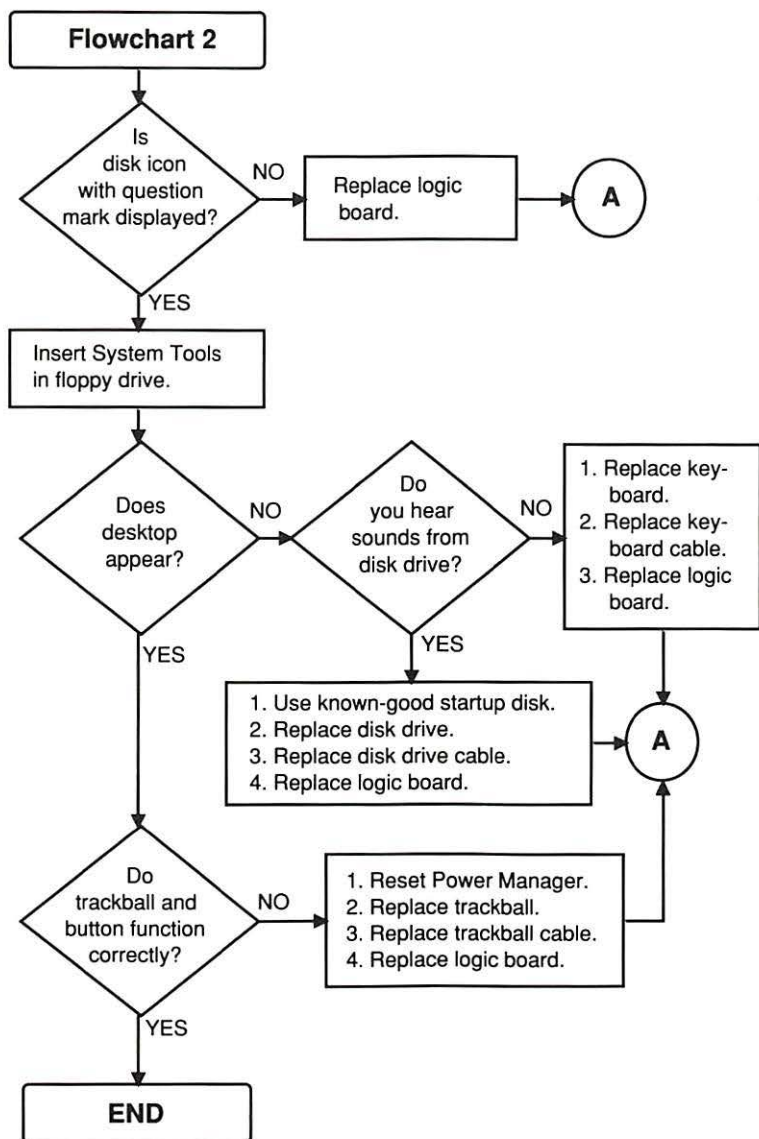 Flowchart 2
Is
disk icon
with question
mark displayed?
NO
Replace logic
board.
A
YES
Insert System Tools
in floppy drive.
Does
desktop
appear?
NO
Do
you hear
sounds from
disk drive?
NO
1. Replace key-
board.
2. Replace key-
board cable.
3. Replace logic
board.
YES
YES
1. Use known-good startup disk.
2. Replace disk drive.
3. Replace disk drive cable.
4. Replace logic board.
A
Do
trackball and
button function
correctly?
NO
1. Reset Power Manager.
2. Replace trackball.
3. Replace trackball cable.
4. Replace logic board.
YES
END